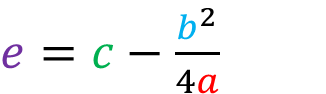 e = c − b²/4a